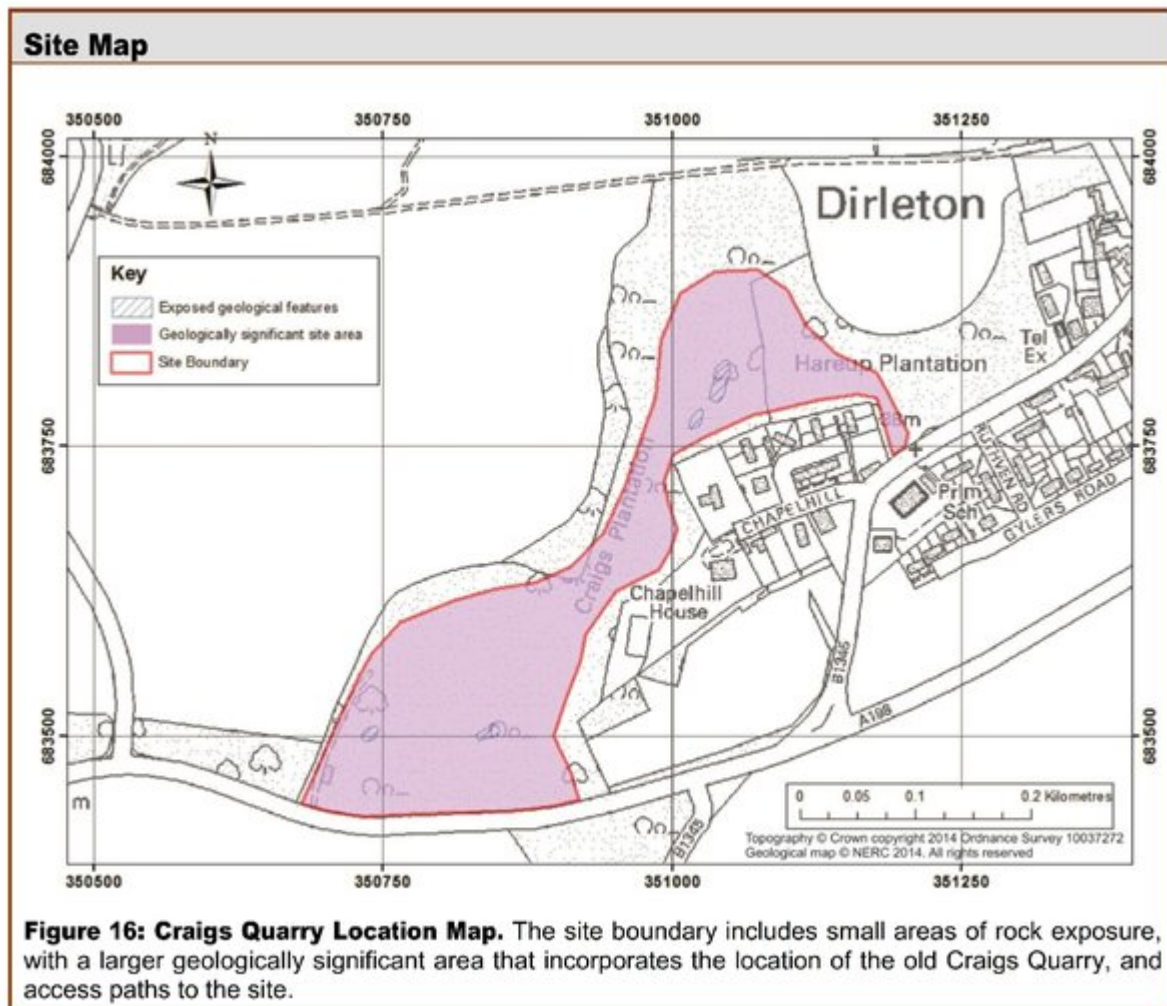 Site Map
350500 350750 351000 351250
N
684000 684000
Dirleton
Key
Exposed geological features
Geologically significant site area
Site Boundary
Tel
Ex
Hareup Plantation
683750 683750
Craigs Plantation
CHAPELHILL
Prim
Sch
RUTHVEN RD
GYLERS ROAD
Chapelhill
House
B1345
A198
683500 683500
m
B1345
0 0.05 0.1 0.2 Kilometres
Topography © Crown copyright 2014 Ordnance Survey 10037272
Geological map © NERC 2014. All rights reserved
350500 350750 351000 351250
Figure 16: Craigs Quarry Location Map. The site boundary includes small areas of rock exposure,
with a larger geologically significant area that incorporates the location of the old Craigs Quarry, and
access paths to the site.